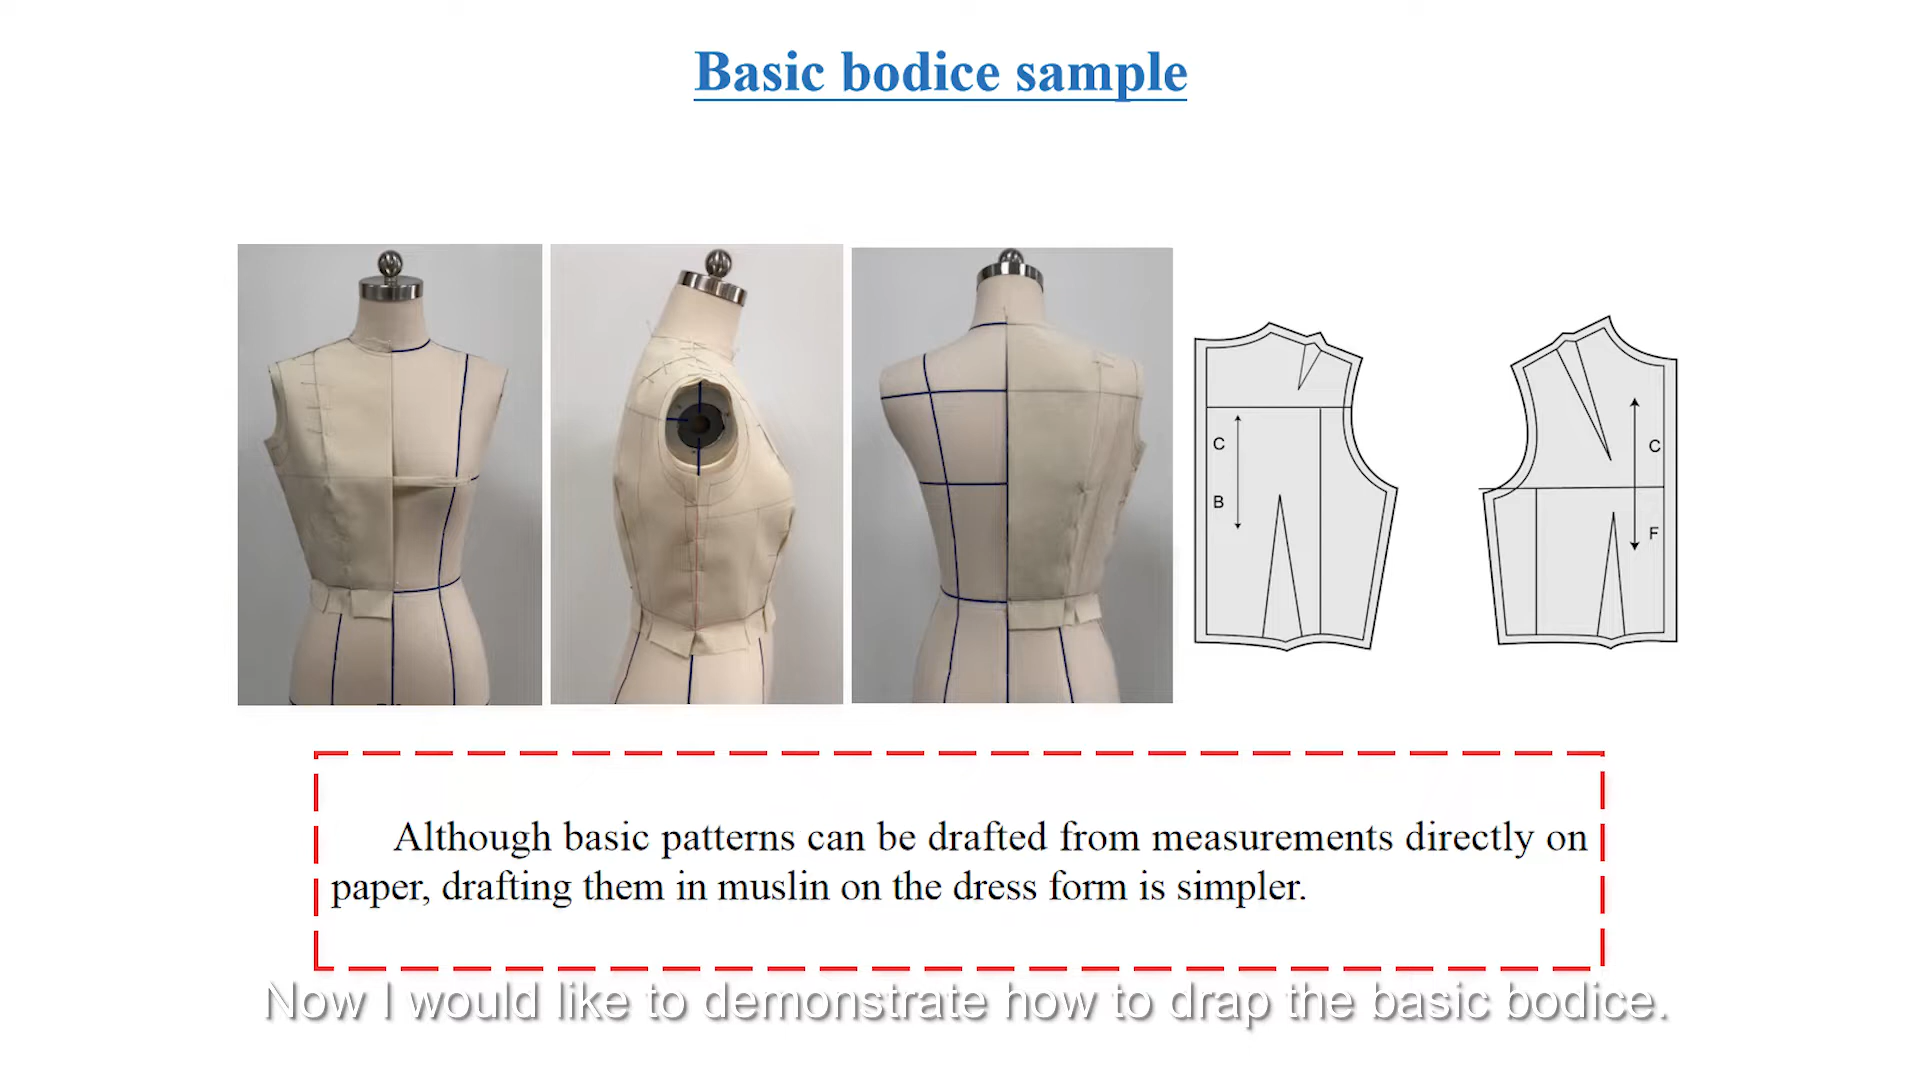 Basic bodice sample
C
B
C
F
Although basic patterns can be drafted from measurements directly on
paper, drafting them in muslin on the dress form is simpler.
Now I would like to demonstrate how to drap the basic bodice.